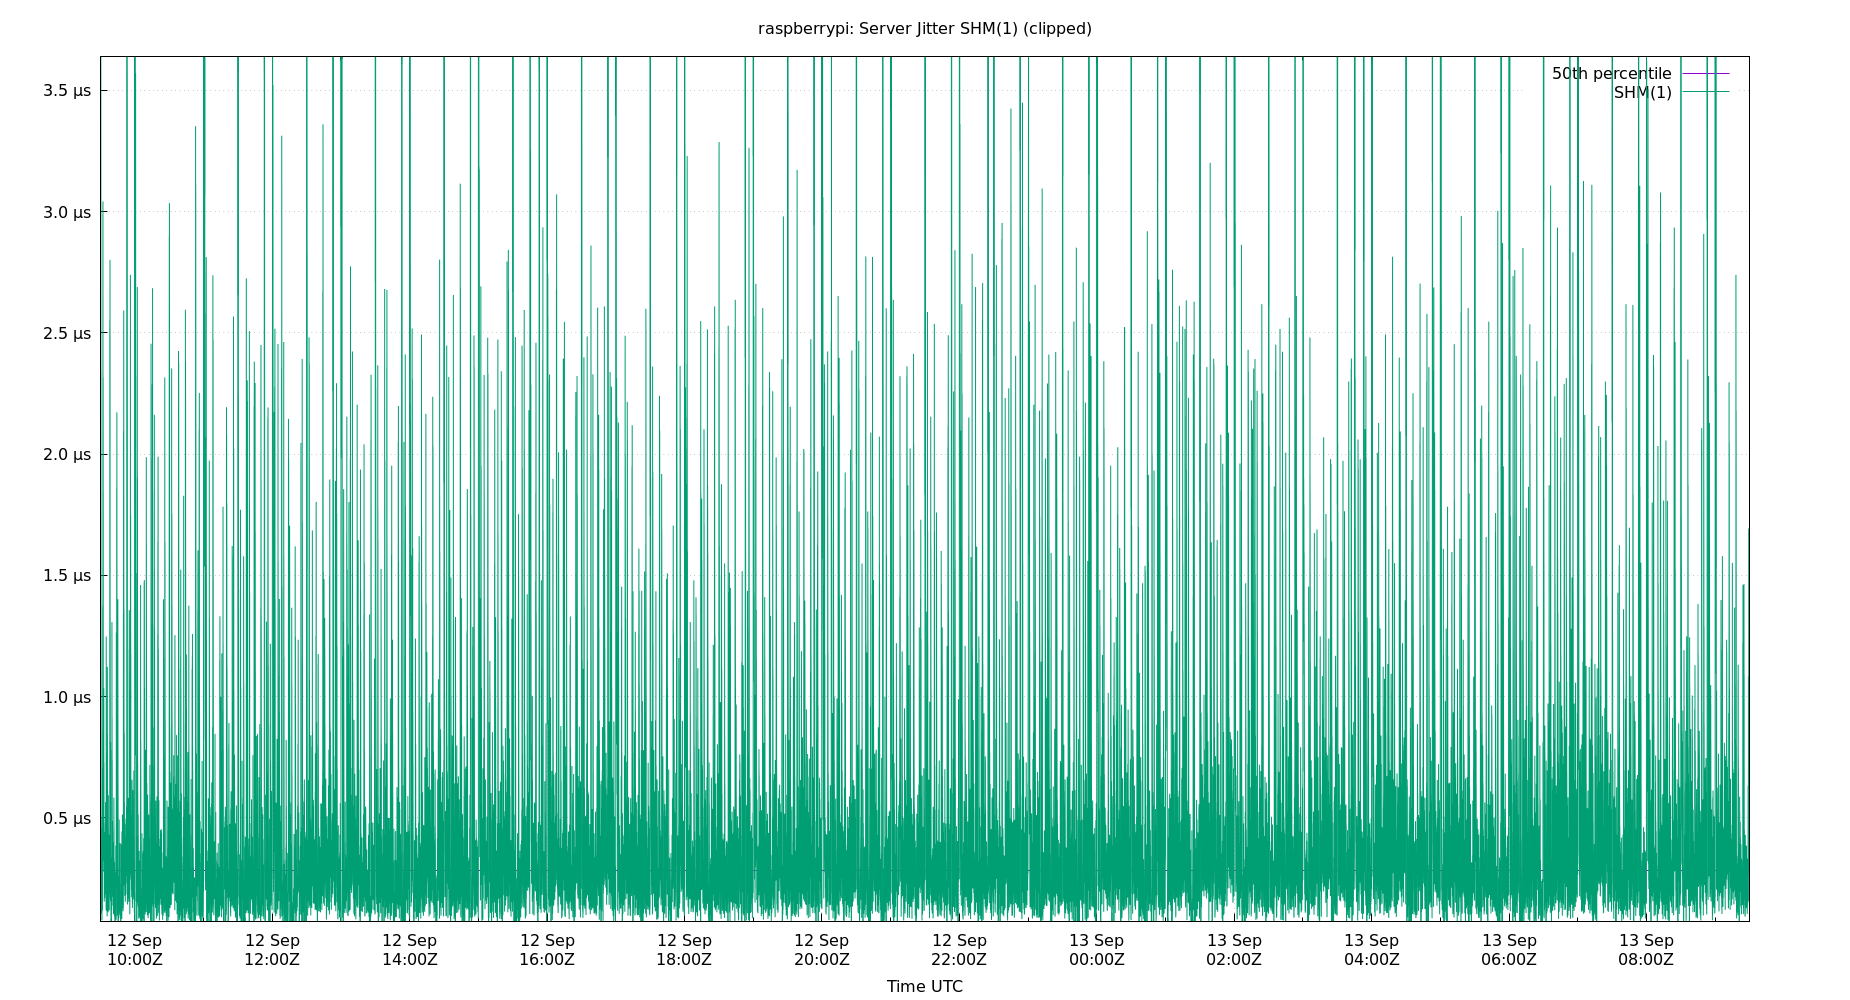 raspberrypi: Server Jitter SHM(1) (clipped)
50th percentile
SHM(1)
3.5 µs
3.0 µs
2.5 µs
2.0 µs
1.5 µs
1.0 µs
0.5 µs
12 Sep 12 Sep 12 Sep 12 Sep 12 Sep 12 Sep 12 Sep 13 Sep 13 Sep 13 Sep 13 Sep 13 Sep
10:00Z 12:00Z 14:00Z 16:00Z 18:00Z 20:00Z 22:00Z 00:00Z 02:00Z 04:00Z 06:00Z 08:00Z
Time UTC